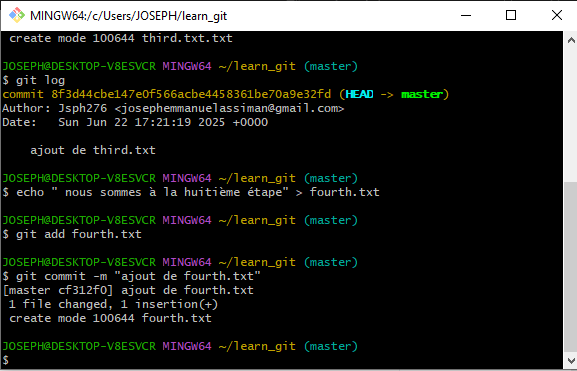 MINGW64:/c/Users/JOSEPH/learn_git
create mode 100644 third.txt.txt
JOSEPH@DESKTOP-V8ESVCR MINGW64 ~/learn_git (master)
$ git log
commit 8f3d44cbe147e0f566acbe4458361be70a9e32fd (HEAD -> master)
Author: Jsph276 <josephemmanuelassiman@gmail.com>
Date:   Sun Jun 22 17:21:19 2025 +0000
ajout de third.txt
JOSEPH@DESKTOP-V8ESVCR MINGW64 ~/learn_git (master)
$ echo " nous sommes à la huitième étape" > fourth.txt
JOSEPH@DESKTOP-V8ESVCR MINGW64 ~/learn_git (master)
$ git add fourth.txt
JOSEPH@DESKTOP-V8ESVCR MINGW64 ~/learn_git (master)
$ git commit -m "ajout de fourth.txt"
[master cf312f0] ajout de fourth.txt
1 file changed, 1 insertion(+)
create mode 100644 fourth.txt
JOSEPH@DESKTOP-V8ESVCR MINGW64 ~/learn_git (master)
$